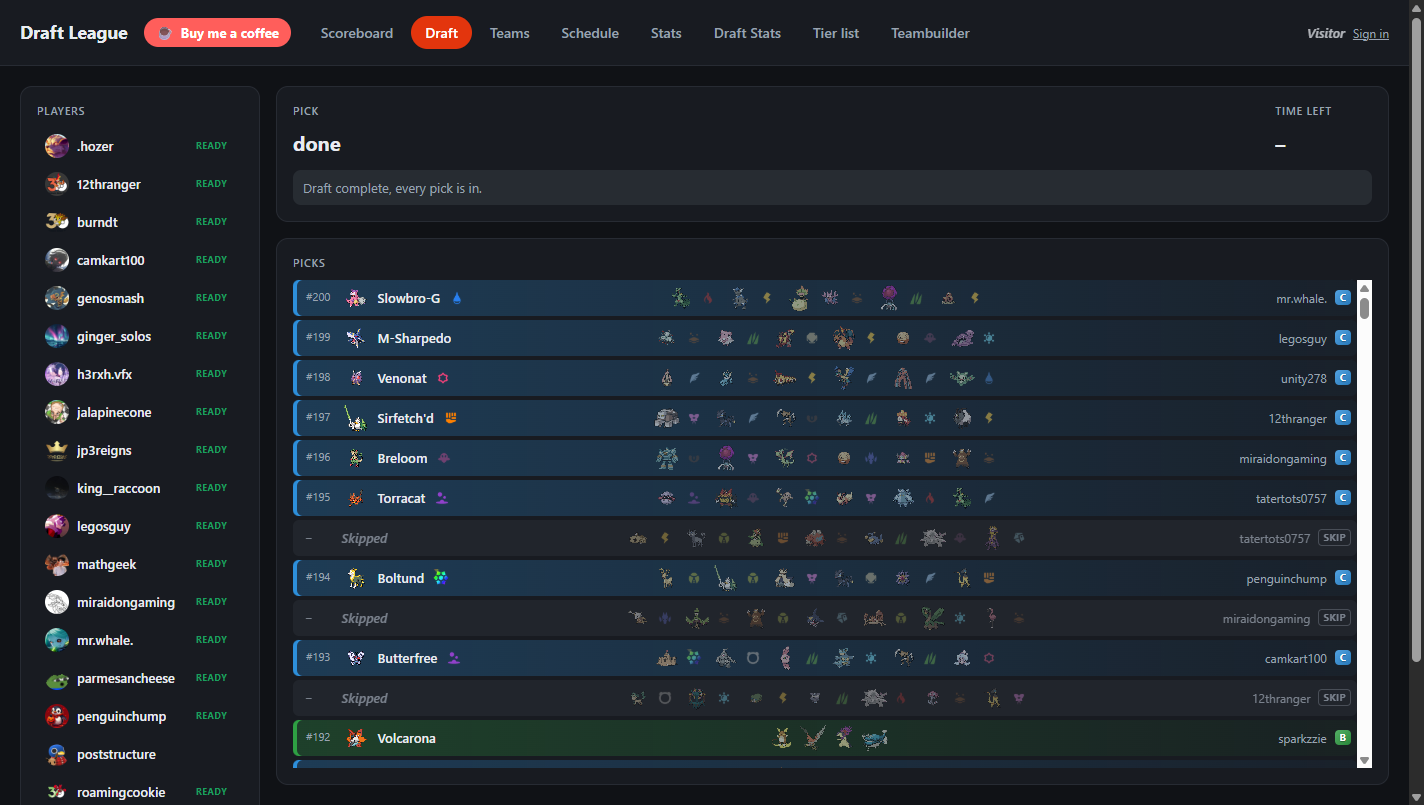 Draft League
Buy me a coffee
Scoreboard
Draft
Teams
Schedule
Stats
Draft Stats
Tier list
Teambuilder
Visitor Sign in
PLAYERS
.hozer READY
12thranger READY
burndt READY
camkart100 READY
genosmash READY
ginger_solos READY
h3rxh.vfx READY
jalapinecone READY
jp3reigns READY
king__raccoon READY
legosguy READY
mathgeek READY
miraidongaming READY
mr.whale. READY
parmesancheese READY
penguinchump READY
poststructure
roamingcookie READY
PICK
done
TIME LEFT
–
Draft complete, every pick is in.
PICKS
#200 Slowbro-G mr.whale. C
#199 M-Sharpedo legosguy C
#198 Venonat unity278 C
#197 Sirfetch'd 12thranger C
#196 Breloom miraidongaming C
#195 Torracat tatertots0757 C
– Skipped tatertots0757 SKIP
#194 Boltund penguinchump C
– Skipped miraidongaming SKIP
#193 Butterfree camkart100 C
– Skipped 12thranger SKIP
#192 Volcarona sparkzzie B